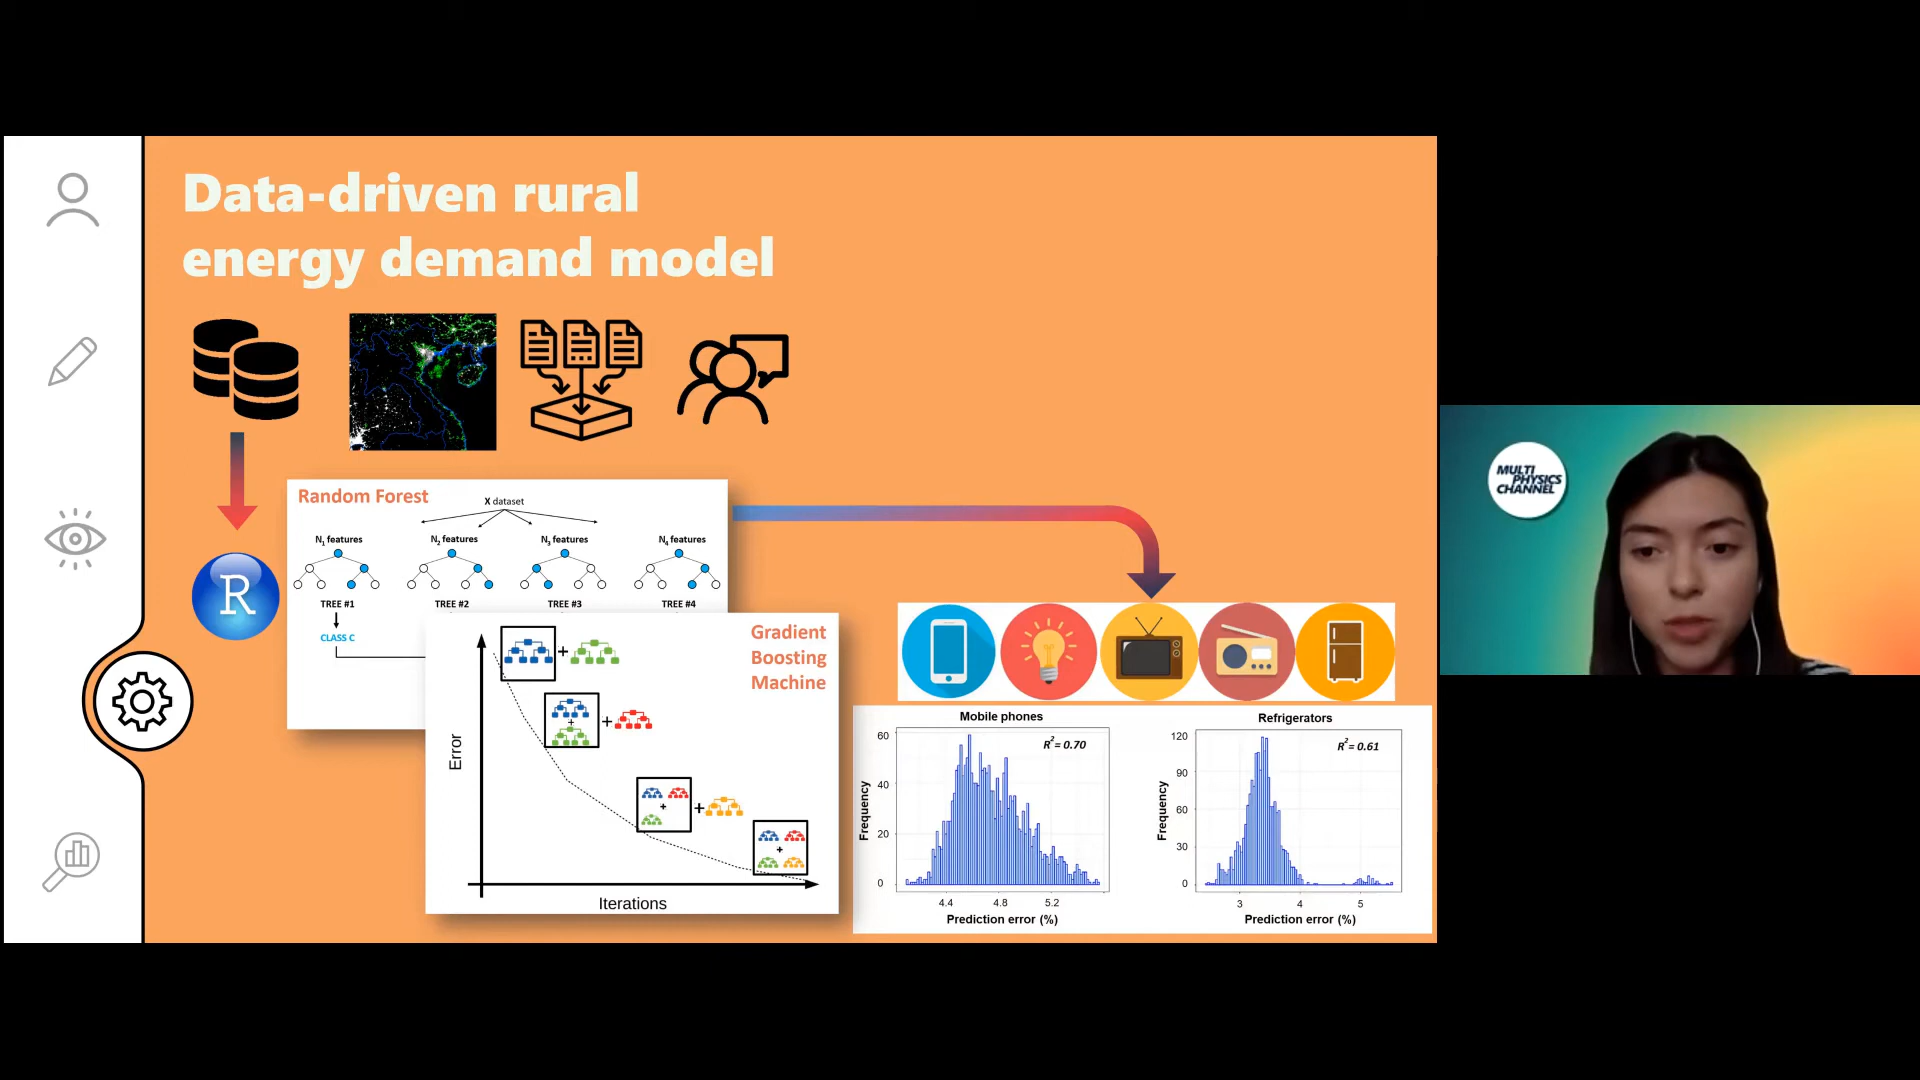 Data-driven rural
energy demand model
Random Forest
X dataset
N1 features
N2 features
N3 features
N4 features
TREE #1
TREE #2
TREE #3
TREE #4
CLASS C
R
Gradient
Boosting
Machine
+
+
+
+
+
+
Error
Iterations
Mobile phones
R2= 0.70
60
40
20
0
Frequency
4.4 4.8 5.2
Prediction error (%)
Refrigerators
R2= 0.61
120
90
60
30
0
Frequency
3 4 5
Prediction error (%)
MULTI
PHYSICS
CHANNEL